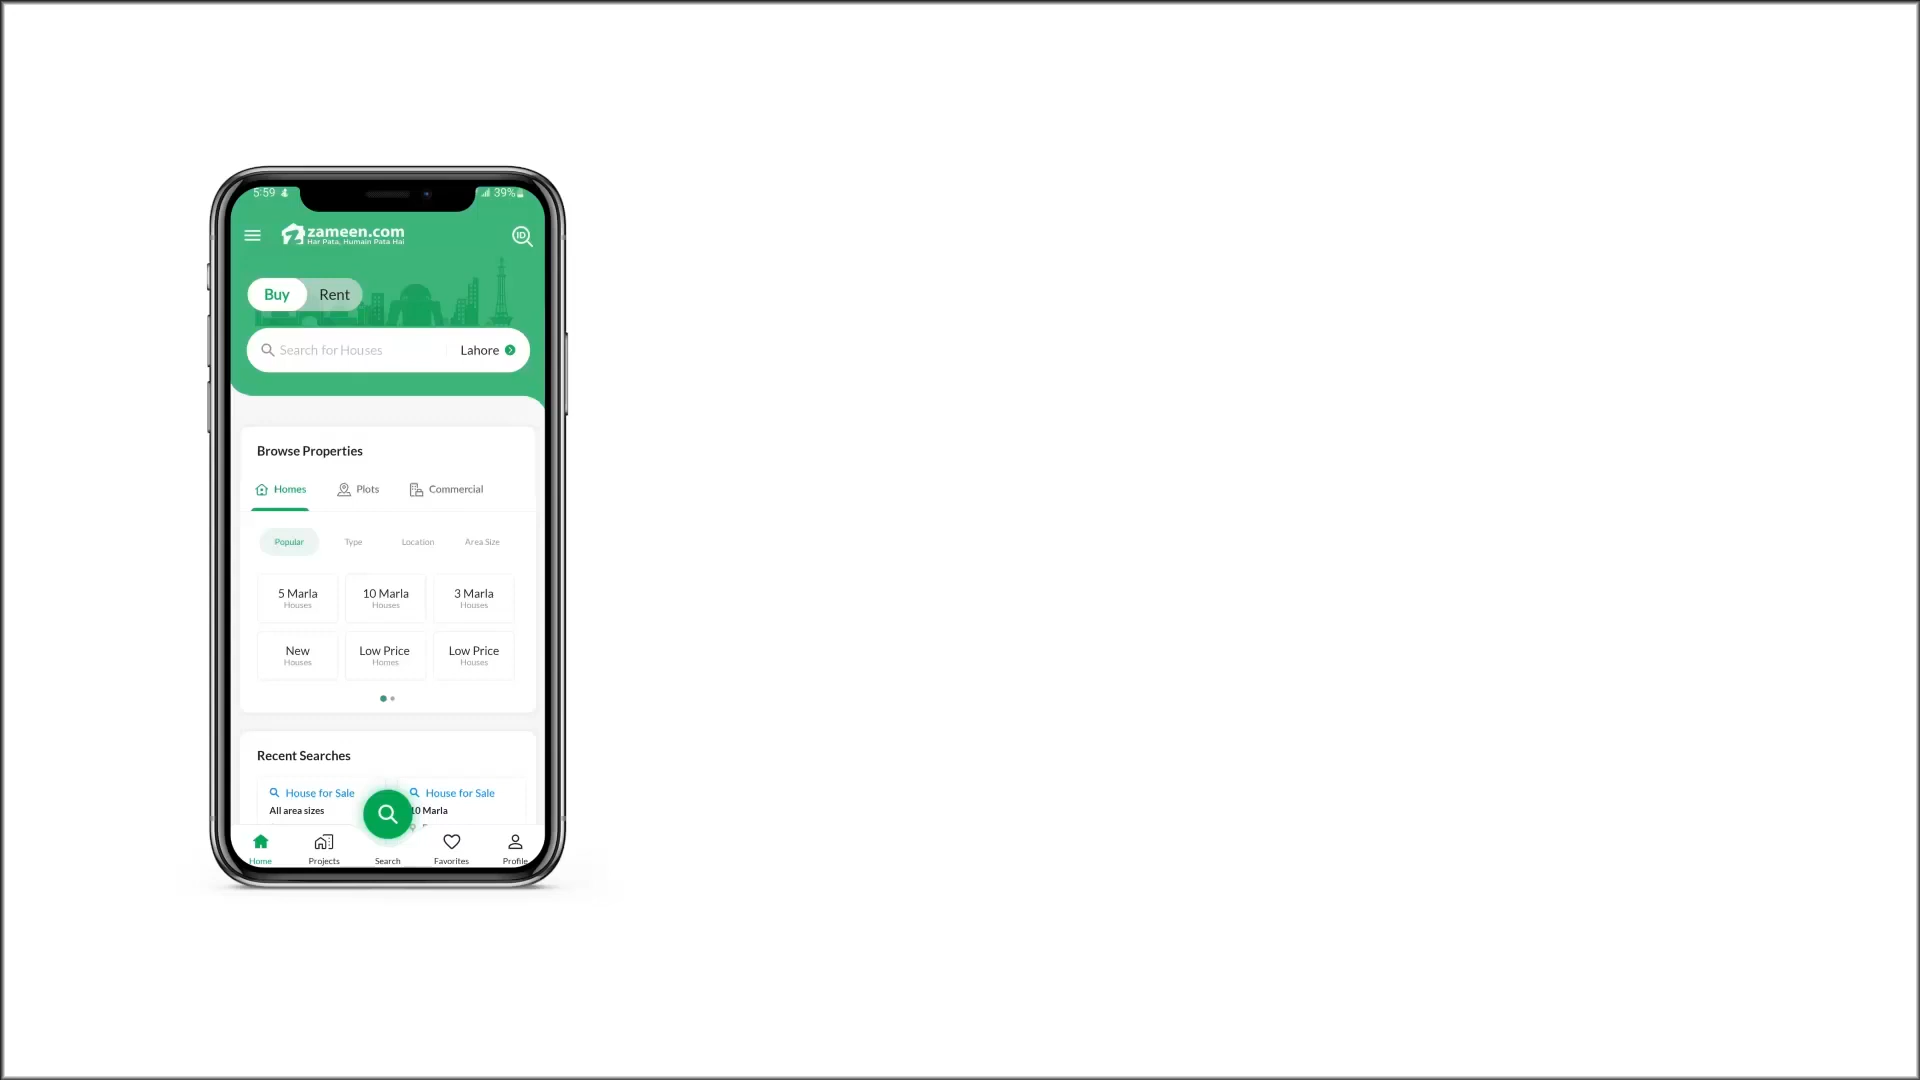 5:59
39%
zameen.com
Har Pata, Humain Pata Hai
ID
Buy Rent
Search for Houses Lahore
Browse Properties
Homes Plots Commercial
Popular Type Location Area Size
5 Marla 10 Marla 3 Marla
Houses Houses Houses
New Low Price Low Price
Houses Homes Houses
Recent Searches
House for Sale House for Sale
All area sizes 10 Marla
Home Projects Search Favorites Profile